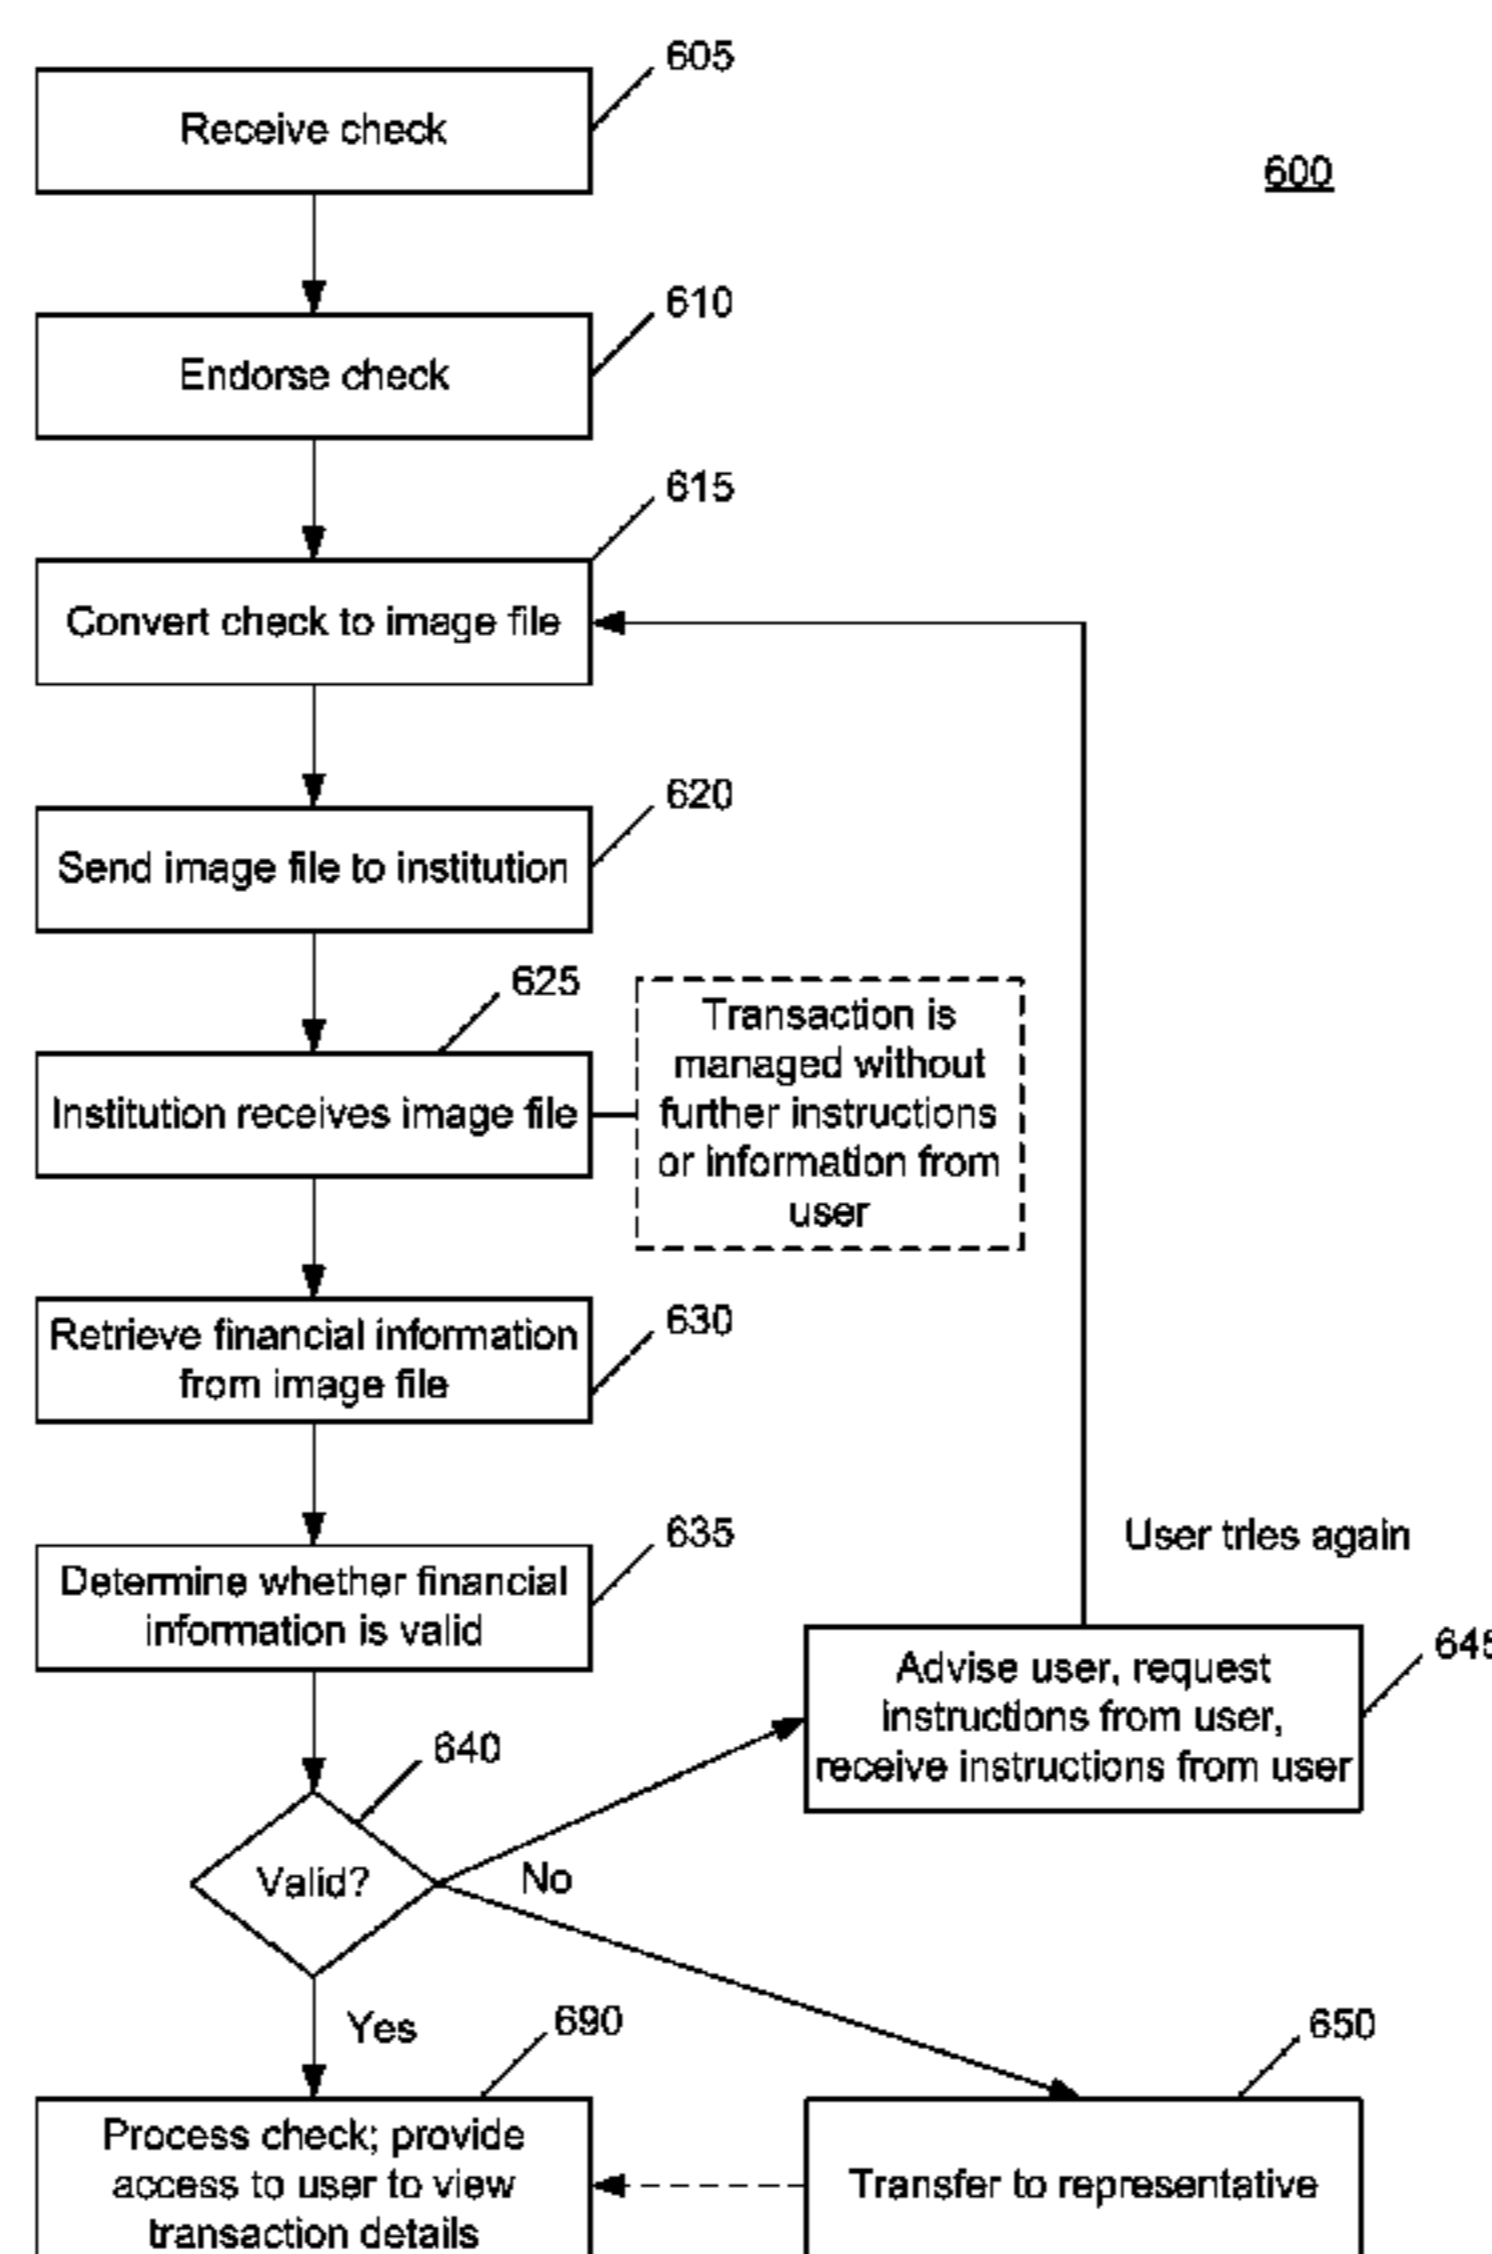 605
Receive check
600
610
Endorse check
615
Convert check to image file
620
Send image file to institution
625
Institution receives image file
Transaction is
managed without
further instructions
or information from
user
630
Retrieve financial information
from image file
635
Determine whether financial
information is valid
User tries again
645
Advise user, request
instructions from user,
receive instructions from user
640
Valid?
No
Yes
690
Process check; provide
access to user to view
transaction details
650
Transfer to representative